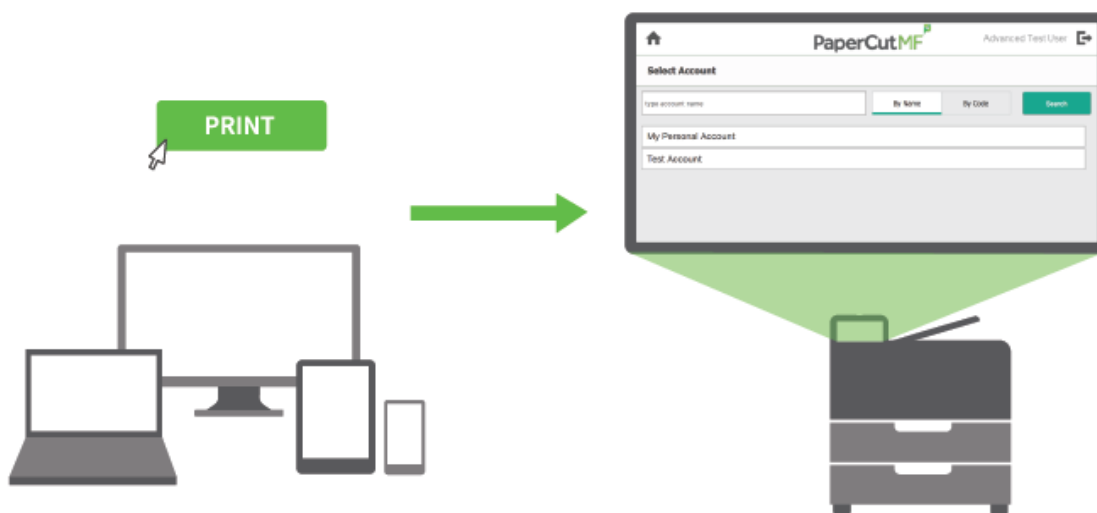 PRINT
PaperCutMF
Advanced Test User
Select Account
type account name
By Name
By Code
Search
My Personal Account
Test Account